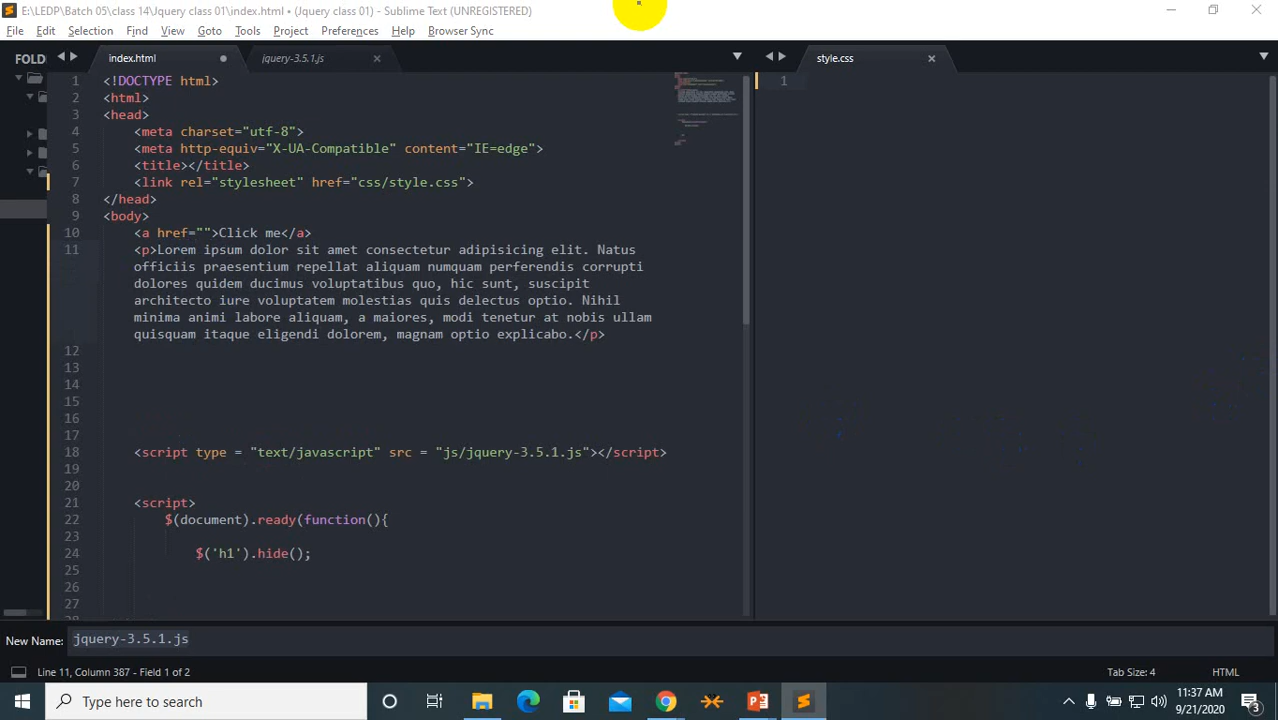 E:\LEDP\Batch 05\class 14\Jquery class 01\index.html • (Jquery class 01) - Sublime Text (UNREGISTERED)
File Edit Selection Find View Goto Tools Project Preferences Help Browser Sync
FOLD index.html jquery-3.5.1.js style.css
1 <!DOCTYPE html>
2 <html>
3 <head>
4 <meta charset="utf-8">
5 <meta http-equiv="X-UA-Compatible" content="IE=edge">
6 <title></title>
7 <link rel="stylesheet" href="css/style.css">
8 </head>
9 <body>
10 <a href="">Click me</a>
11 <p>Lorem ipsum dolor sit amet consectetur adipisicing elit. Natus
officiis praesentium repellat aliquam numquam perferendis corrupti
dolores quidem ducimus voluptatibus quo, hic sunt, suscipit
architecto iure voluptatem molestias quis delectus optio. Nihil
minima animi labore aliquam, a maiores, modi tenetur at nobis ullam
quisquam itaque eligendi dolorem, magnam optio explicabo.</p>
12
13
14
15
16
17
18 <script type = "text/javascript" src = "js/jquery-3.5.1.js"></script>
19
20
21 <script>
22 $(document).ready(function(){
23
24 $('h1').hide();
25
26
27
1
New Name: jquery-3.5.1.js
Line 11, Column 387 - Field 1 of 2 Tab Size: 4 HTML
Type here to search
11:37 AM
9/21/2020
3